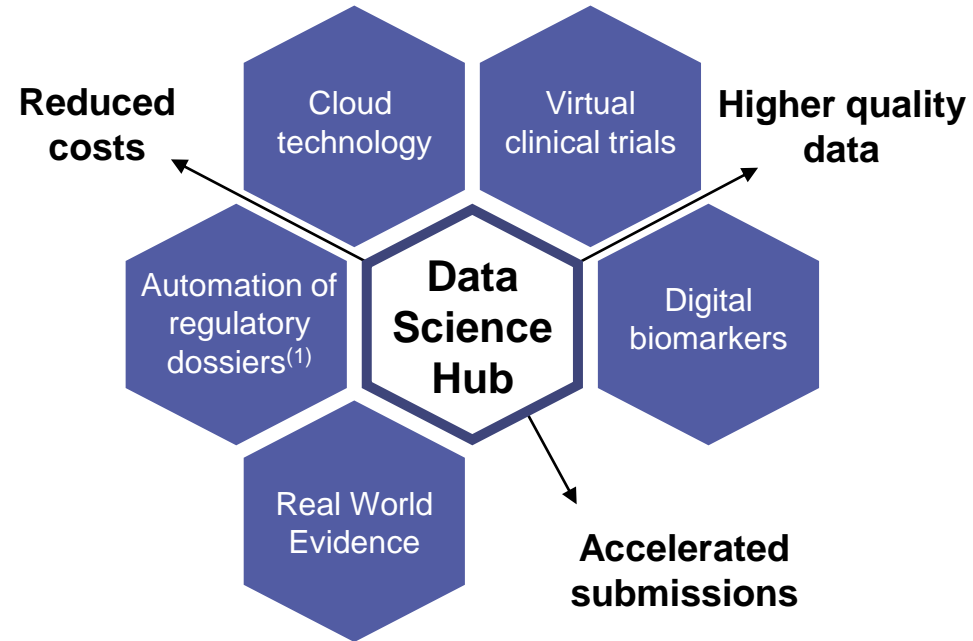 Reduced
costs
Cloud
technology
Virtual
clinical trials
Higher quality
data
Automation of
regulatory
dossiers(1)
Data
Science
Hub
Digital
biomarkers
Real World
Evidence
Accelerated
submissions